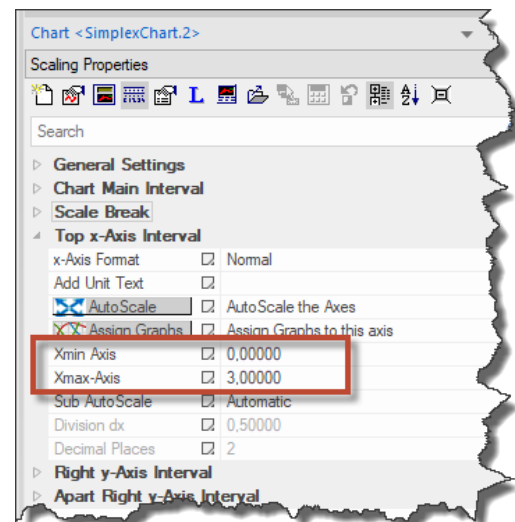 Chart <SimplexChart.2>
Scaling Properties
L
Search
General Settings
Chart Main Interval
Scale Break
Top x-Axis Interval
x-Axis Format Normal
Add Unit Text
AutoScale AutoScale the Axes
Assign Graphs Assign Graphs to this axis
Xmin Axis 0,00000
Xmax-Axis 3,00000
Sub AutoScale Automatic
Division dx 0,50000
Decimal Places 2
Right y-Axis Interval
Apart Right y-Axis Interval